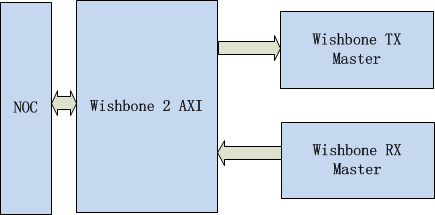 NOC
Wishbone 2 AXI
Wishbone TX
Master
Wishbone RX
Master